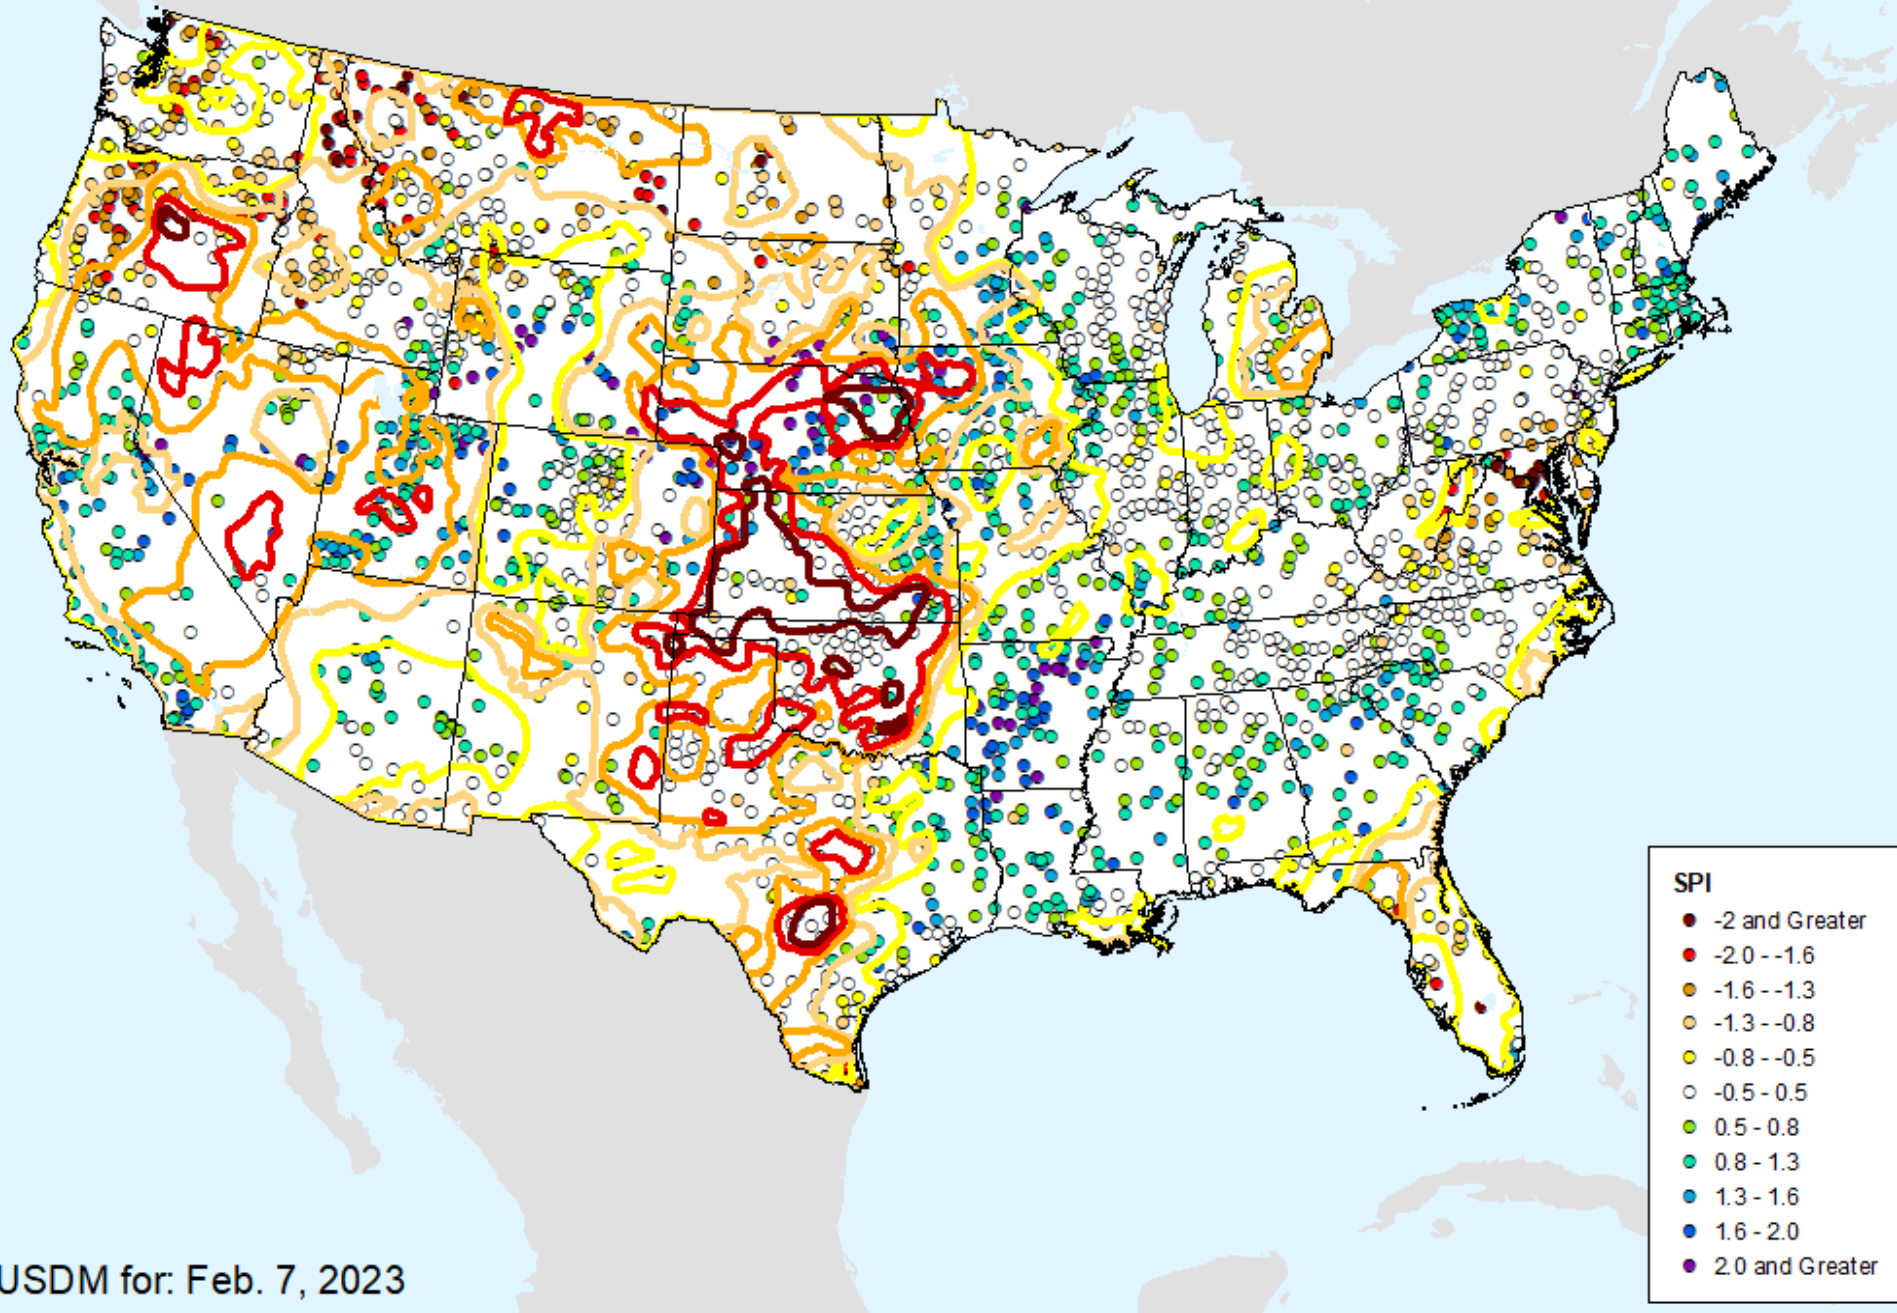 SPI
-2 and Greater
-2.0 - -1.6
-1.6 - -1.3
-1.3 - -0.8
-0.8 - -0.5
-0.5 - 0.5
0.5 - 0.8
0.8 - 1.3
1.3 - 1.6
1.6 - 2.0
2.0 and Greater
USDM for: Feb. 7, 2023